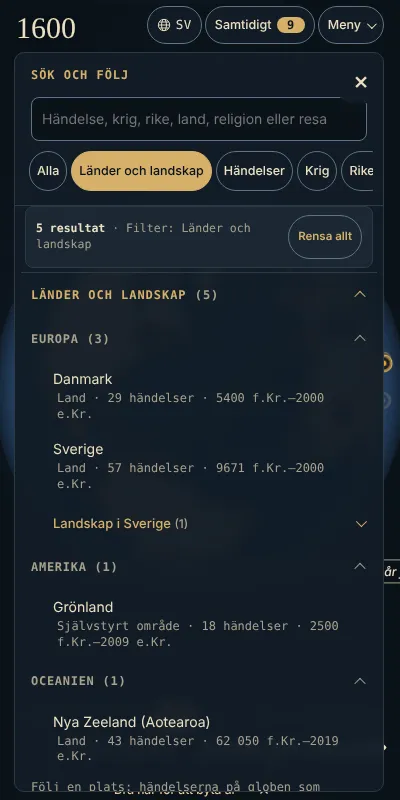 1600
SV
Samtidigt 9
Meny
SÖK OCH FÖLJ
Händelse, krig, rike, land, religion eller resa
Alla
Länder och landskap
Händelser
Krig
Rike
5 resultat · Filter: Länder och
landskap
Rensa allt
LÄNDER OCH LANDSKAP (5)
EUROPA (3)
Danmark
Land · 29 händelser · 5400 f.Kr.–2000
e.Kr.
Sverige
Land · 57 händelser · 9671 f.Kr.–2000
e.Kr.
Landskap i Sverige (1)
år
AMERIKA (1)
Grönland
Självstyrt område · 18 händelser · 2500
f.Kr.–2009 e.Kr.
OCEANIEN (1)
Nya Zeeland (Aotearoa)
Land · 43 händelser · 62 050 f.Kr.–2019
e.Kr.
Följ en plats: händelserna på globen som